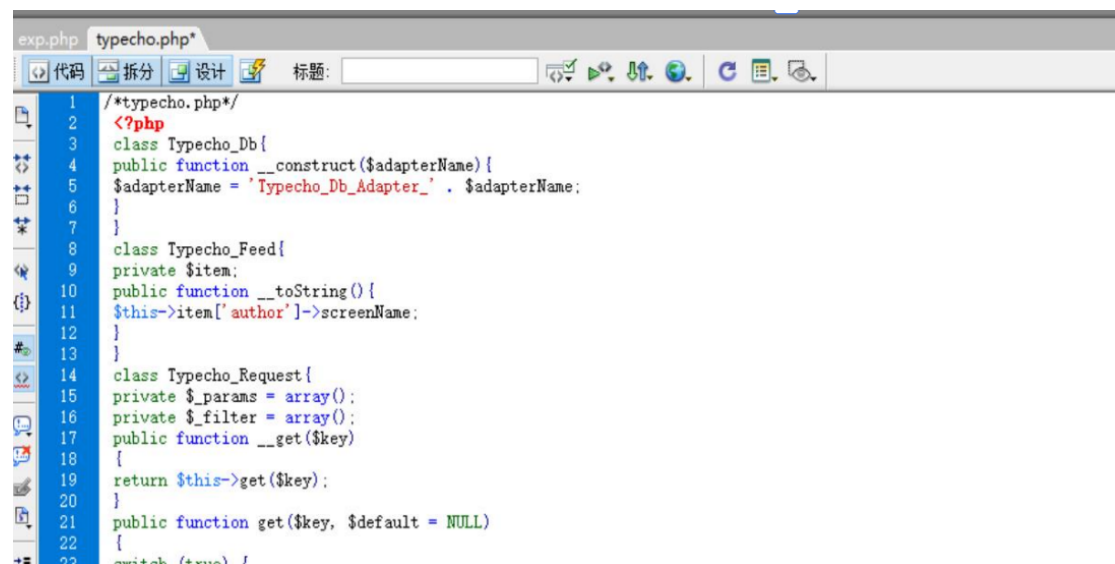 exp.php typecho.php*
代码 拆分 设计 标题:
1 /*typecho.php*/
2 <?php
3 class Typecho_Db{
4 public function __construct($adapterName){
5 $adapterName = 'Typecho_Db_Adapter_' . $adapterName;
6 }
7 }
8 class Typecho_Feed{
9 private $item;
10 public function __toString(){
11 $this->item['author']->screenName;
12 }
13 }
14 class Typecho_Request{
15 private $_params = array();
16 private $_filter = array();
17 public function __get($key)
18 {
19 return $this->get($key);
20 }
21 public function get($key, $default = NULL)
22 {
23 switch (true) {